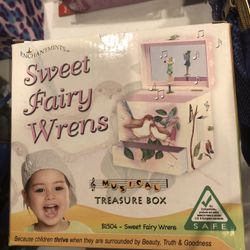 ENCHANTMINTS
Sweet
Fairy
Wrens
MUSICAL
TREASURE BOX
B1504 - Sweet Fairy Wrens
SAFE
Because children thrive when they are surrounded by Beauty, Truth & Goodness